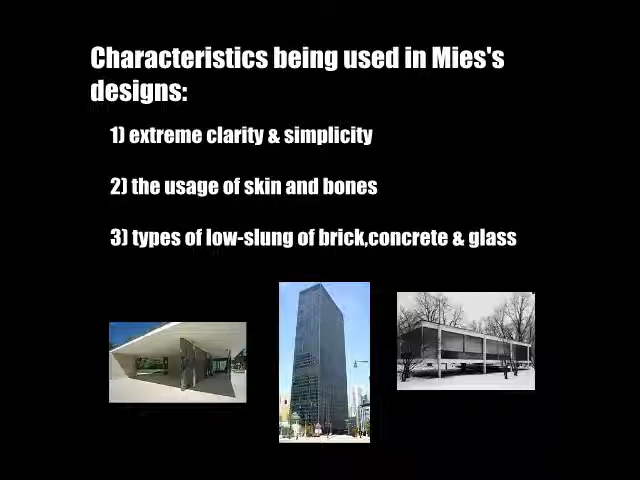 Characteristics being used in Mies's
designs:
1) extreme clarity & simplicity
2) the usage of skin and bones
3) types of low-slung of brick,concrete & glass